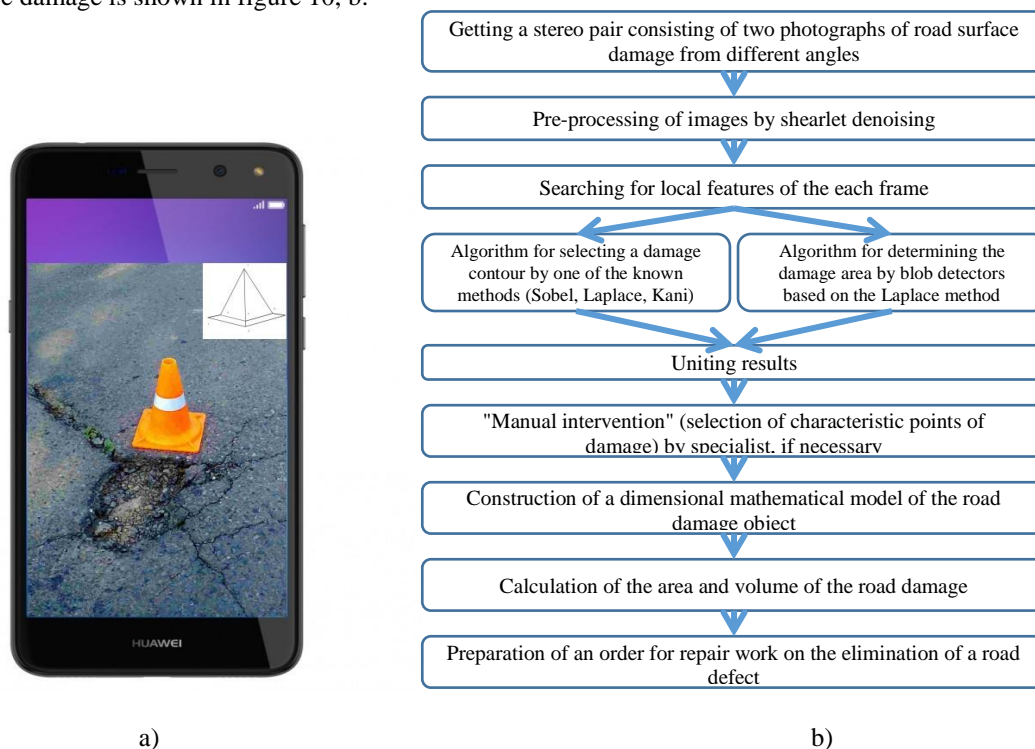 e damage is shown in figure 16, b.
Getting a stereo pair consisting of two photographs of road surface
damage from different angles
Pre-processing of images by shearlet denoising
Searching for local features of the each frame
Algorithm for selecting a damage
contour by one of the known
methods (Sobel, Laplace, Kani)
Algorithm for determining the
damage area by blob detectors
based on the Laplace method
Uniting results
"Manual intervention" (selection of characteristic points of
damage) by specialist, if necessary
Construction of a dimensional mathematical model of the road
damage object
Calculation of the area and volume of the road damage
Preparation of an order for repair work on the elimination of a road
defect
HUAWEI
a)
b)